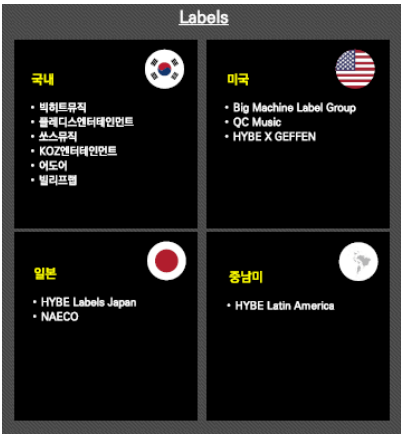 Labels
국내
• 빅히트뮤직
• 플레디스엔터테인먼트
• 쏘스뮤직
• KOZ엔터테인먼트
• 어도어
• 빌리프랩
미국
• Big Machine Label Group
• QC Music
• HYBE X GEFFEN
일본
• HYBE Labels Japan
• NAECO
중남미
• HYBE Latin America